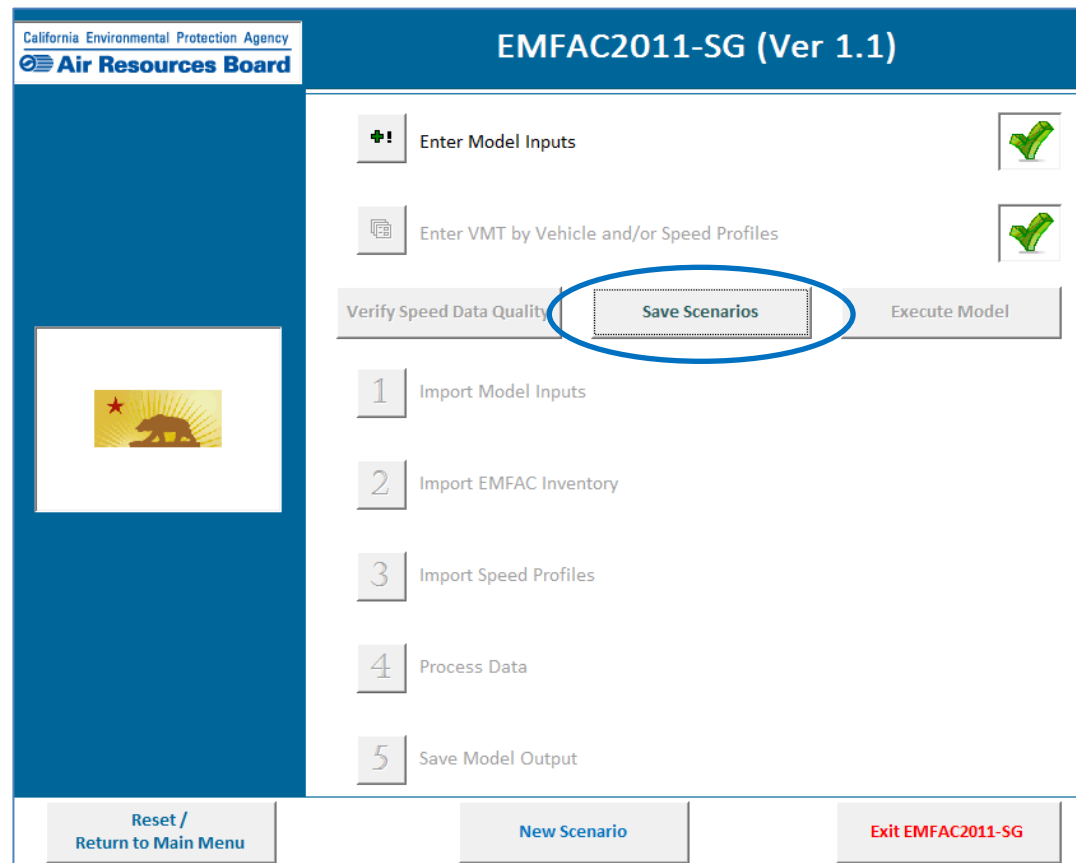 California Environmental Protection Agency
Air Resources Board
EMFAC2011-SG (Ver 1.1)
Enter Model Inputs
Enter VMT by Vehicle and/or Speed Profiles
Verify Speed Data Quality
Save Scenarios
Execute Model
1 Import Model Inputs
2 Import EMFAC Inventory
3 Import Speed Profiles
4 Process Data
5 Save Model Output
Reset /
Return to Main Menu
New Scenario
Exit EMFAC2011-SG